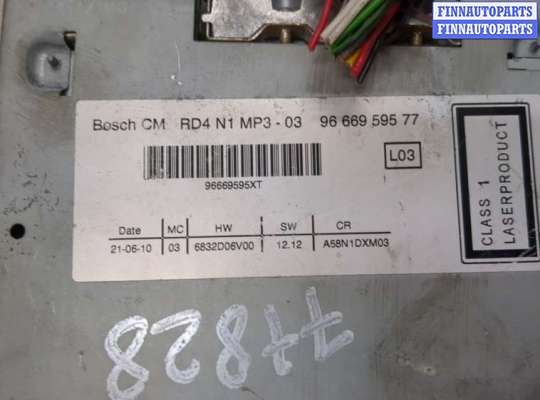 FINNAUTOPARTS
FINNAUTOPARTS
Bosch CM RD4 N1 MP3 - 03 96 669 595 77
L03
96669595XT
CLASS 1
LASERPRODUCT
Date MC HW SW CR
21-06-10 03 6832D06V00 12.12 A58N1DXM03
77828